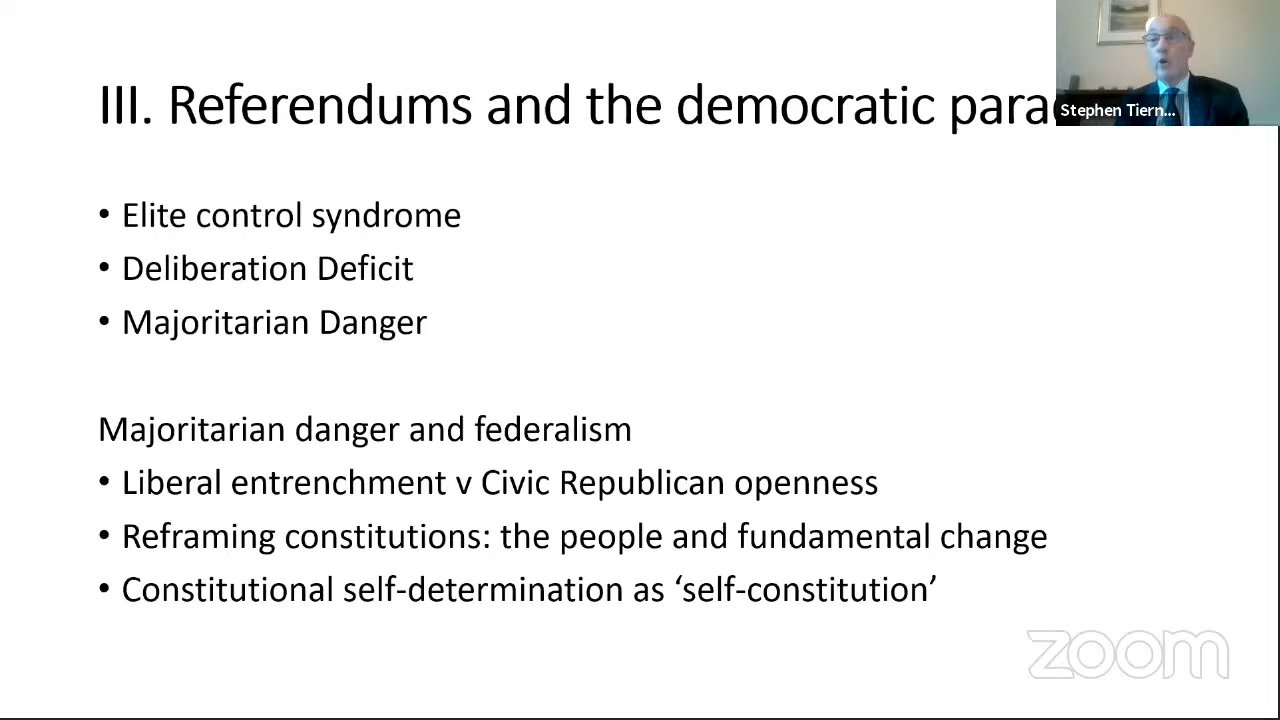 III. Referendums and the democratic
Stephen Tiern...
• Elite control syndrome
• Deliberation Deficit
• Majoritarian Danger
Majoritarian danger and federalism
• Liberal entrenchment v Civic Republican openness
• Reframing constitutions: the people and fundamental change
• Constitutional self-determination as ‘self-constitution’
zoom